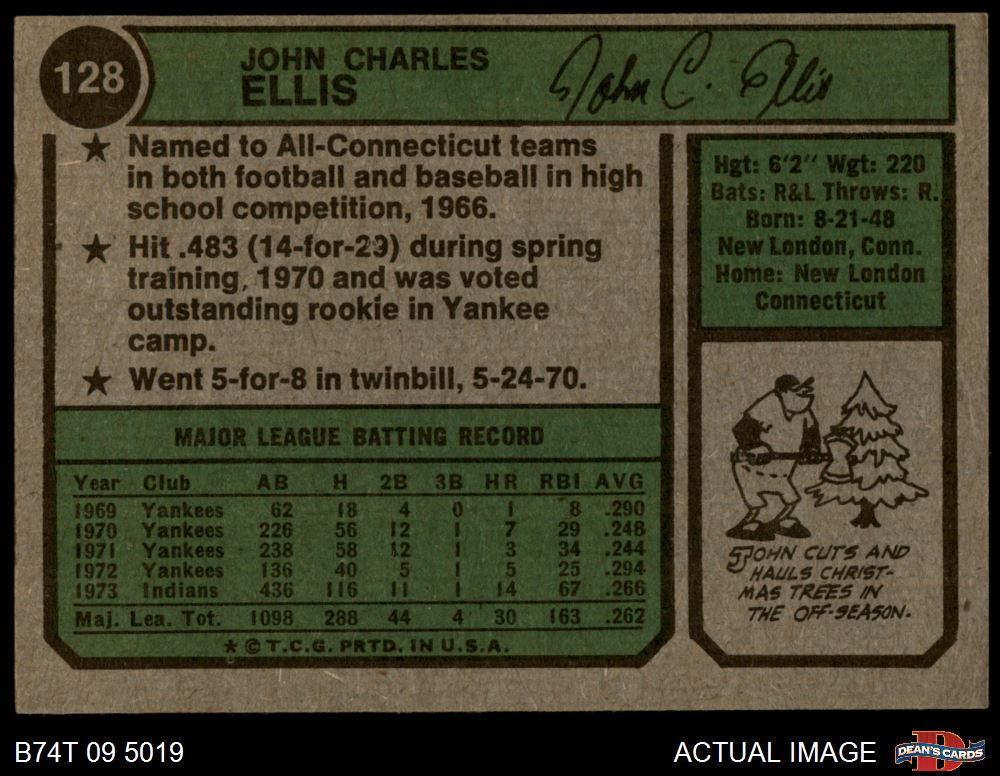 128
JOHN CHARLES
ELLIS
John C. Ellis
★ Named to All-Connecticut teams
in both football and baseball in high
school competition, 1966.
★ Hit .483 (14-for-29) during spring
training, 1970 and was voted
outstanding rookie in Yankee
camp.
★ Went 5-for-8 in twinbill, 5-24-70.
MAJOR LEAGUE BATTING RECORD
Year Club AB H 2B 3B HR RBI AVG
1969 Yankees 62 18 4 0 1 8 .290
1970 Yankees 226 56 12 1 7 29 .248
1971 Yankees 238 58 12 1 3 34 .244
1972 Yankees 136 40 5 1 5 25 .294
1973 Indians 436 116 11 1 14 67 .266
Maj. Lea. Tot. 1098 288 44 4 30 163 .262
★ © T.C.G. PRTD. IN U.S.A.
Hgt: 6'2" Wgt: 220
Bats: R&L Throws: R.
Born: 8-21-48
New London, Conn.
Home: New London
Connecticut
JOHN CUTS AND
HAULS CHRIST-
MAS TREES IN
THE OFF-SEASON.
B74T 09 5019
ACTUAL IMAGE
DEAN'S CARDS